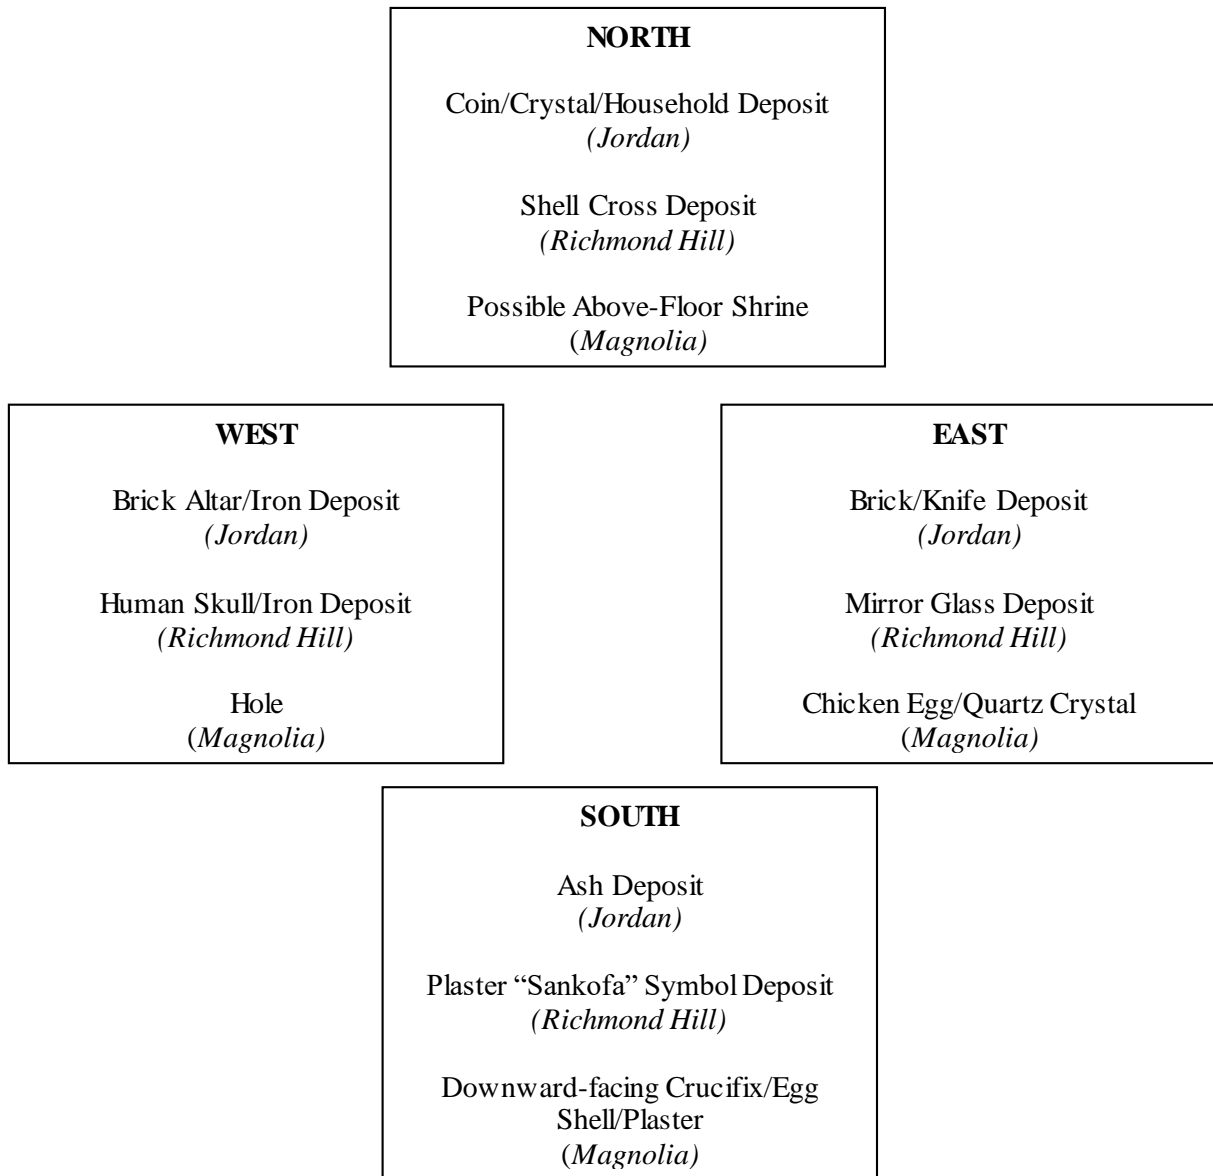 NORTH
Coin/Crystal/Household Deposit
(Jordan)
Shell Cross Deposit
(Richmond Hill)
Possible Above-Floor Shrine
(Magnolia)
WEST
Brick Altar/Iron Deposit
(Jordan)
Human Skull/Iron Deposit
(Richmond Hill)
Hole
(Magnolia)
EAST
Brick/Knife Deposit
(Jordan)
Mirror Glass Deposit
(Richmond Hill)
Chicken Egg/Quartz Crystal
(Magnolia)
SOUTH
Ash Deposit
(Jordan)
Plaster “Sankofa” Symbol Deposit
(Richmond Hill)
Downward-facing Crucifix/Egg
Shell/Plaster
(Magnolia)